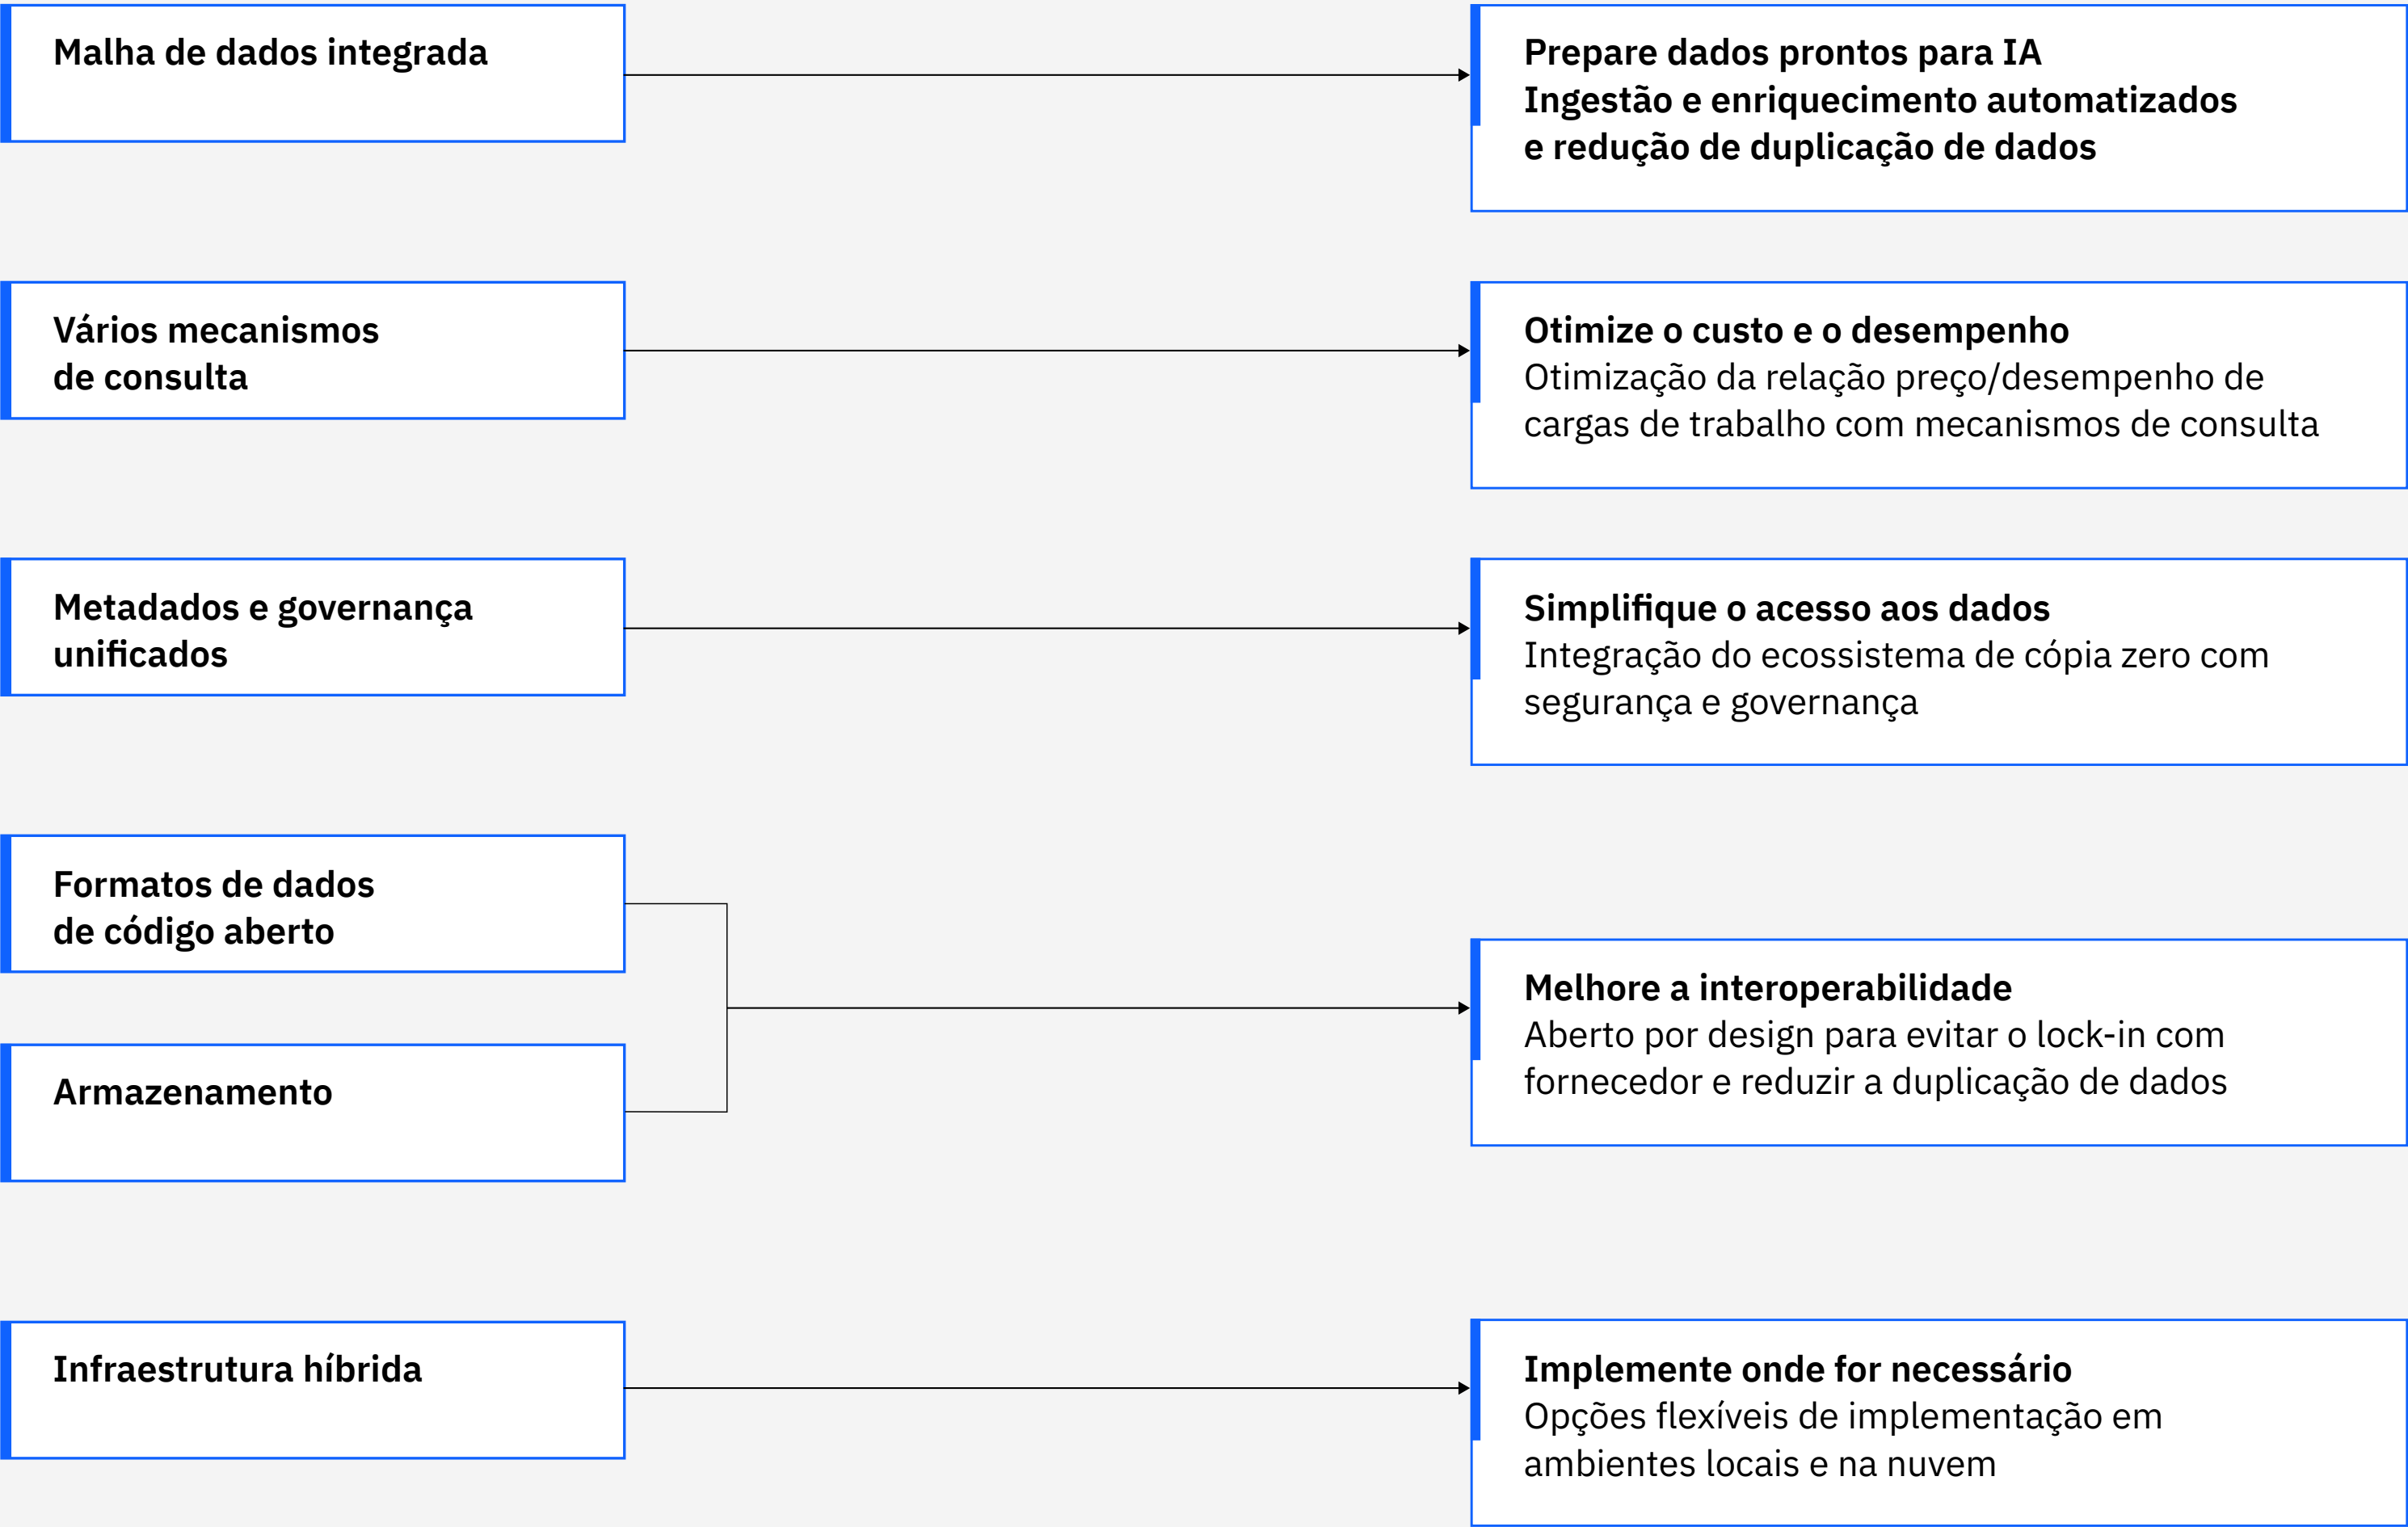 Malha de dados integrada
Prepare dados prontos para IA
Ingestão e enriquecimento automatizados
e redução de duplicação de dados
Vários mecanismos
de consulta
Otimize o custo e o desempenho
Otimização da relação preço/desempenho de
cargas de trabalho com mecanismos de consulta
Metadados e governança
unificados
Simplifique o acesso aos dados
Integração do ecossistema de cópia zero com
segurança e governança
Formatos de dados
de código aberto
Armazenamento
Melhore a interoperabilidade
Aberto por design para evitar o lock-in com
fornecedor e reduzir a duplicação de dados
Infraestrutura híbrida
Implemente onde for necessário
Opções flexíveis de implementação em
ambientes locais e na nuvem